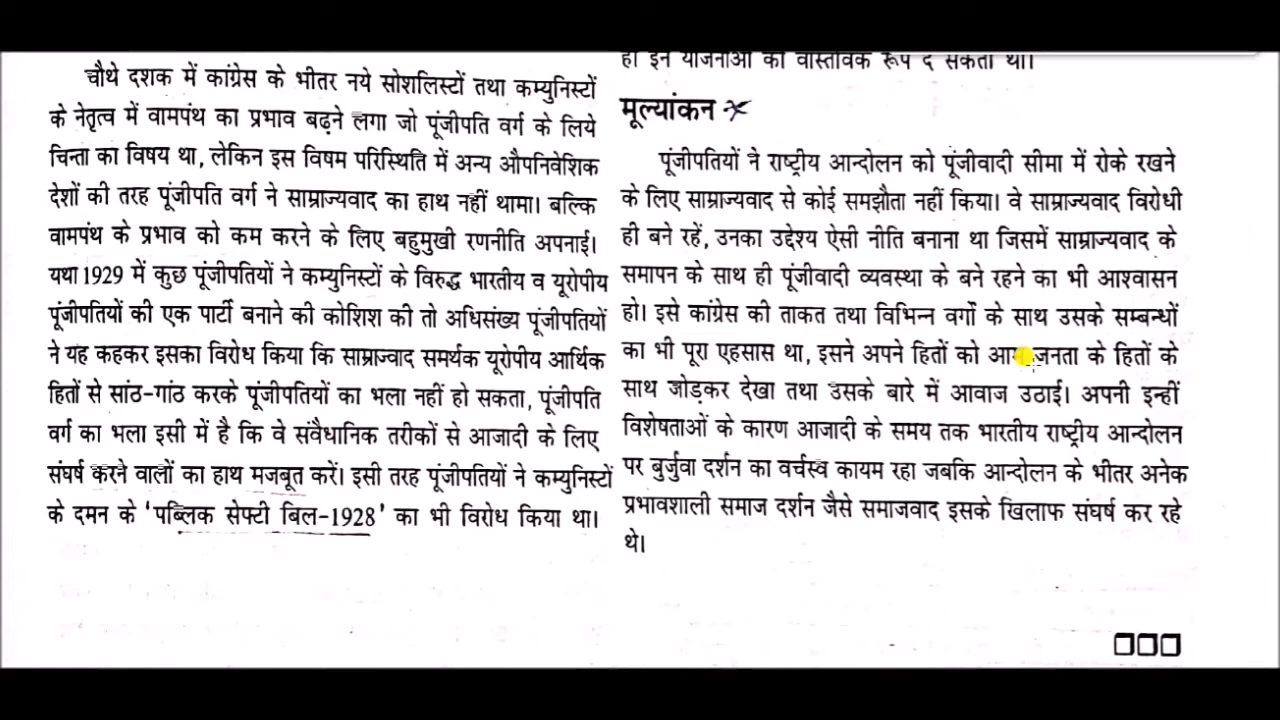 चौथे दशक में कांग्रेस के भीतर नये सोशलिस्टों तथा कम्युनिस्टों
के नेतृत्व में वामपंथ का प्रभाव बढ़ने लगा जो पूंजीपति वर्ग के लिये
चिन्ता का विषय था, लेकिन इस विषम परिस्थिति में अन्य औपनिवेशिक
देशों की तरह पूंजीपति वर्ग ने साम्राज्यवाद का हाथ नहीं थामा। बल्कि
वामपंथ के प्रभाव को कम करने के लिए बहुमुखी रणनीति अपनाई।
यथा 1929 में कुछ पूंजीपतियों ने कम्युनिस्टों के विरुद्ध भारतीय व यूरोपीय
पूंजीपतियों की एक पार्टी बनाने की कोशिश की तो अधिसंख्य पूंजीपतियों
ने यह कहकर इसका विरोध किया कि साम्राज्वाद समर्थक यूरोपीय आर्थिक
हितों से सांठ-गांठ करके पूंजीपतियों का भला नहीं हो सकता, पूंजीपति
वर्ग का भला इसी में है कि वे संवैधानिक तरीकों से आजादी के लिए
संघर्ष करने वालों का हाथ मजबूत करें। इसी तरह पूंजीपतियों ने कम्युनिस्टों
के दमन के 'पब्लिक सेफ्टी बिल-1928' का भी विरोध किया था।
ही इन योजनाओं को वास्तविक रूप दे सकता था।
मूल्यांकन
पूंजीपतियों ने राष्ट्रीय आन्दोलन को पूंजीवादी सीमा में रोके रखने
के लिए साम्राज्यवाद से कोई समझौता नहीं किया। वे साम्राज्यवाद विरोधी
ही बने रहें, उनका उद्देश्य ऐसी नीति बनाना था जिसमें साम्राज्यवाद के
समापन के साथ ही पूंजीवादी व्यवस्था के बने रहने का भी आश्वासन
हो। इसे कांग्रेस की ताकत तथा विभिन्न वर्गो के साथ उसके सम्बन्धों
का भी पूरा एहसास था, इसने अपने हितों को आम जनता के हितों के
साथ जोड़कर देखा तथा उसके बारे में आवाज उठाई। अपनी इन्हीं
विशेषताओं के कारण आजादी के समय तक भारतीय राष्ट्रीय आन्दोलन
पर बुर्जुवा दर्शन का वर्चस्व कायम रहा जबकि आन्दोलन के भीतर अनेक
प्रभावशाली समाज दर्शन जैसे समाजवाद इसके खिलाफ संघर्ष कर रहे
थे।